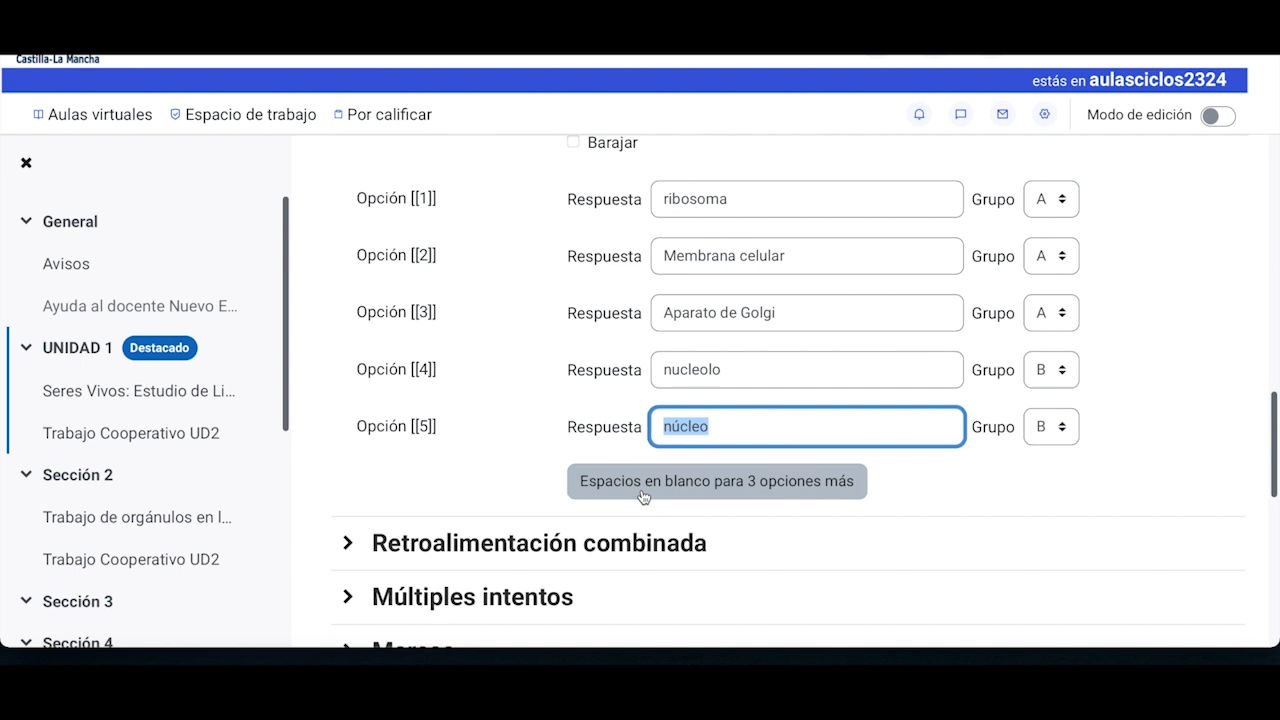 Castilla-La Mancha
estás en aulasciclos2324
Aulas virtuales Espacio de trabajo Por calificar Modo de edición
Barajar
General
Avisos
Ayuda al docente Nuevo E...
UNIDAD 1 Destacado
Seres Vivos: Estudio de Li...
Trabajo Cooperativo UD2
Sección 2
Trabajo de orgánulos en l...
Trabajo Cooperativo UD2
Sección 3
Sección 4
Opción [[1]] Respuesta ribosoma Grupo A
Opción [[2]] Respuesta Membrana celular Grupo A
Opción [[3]] Respuesta Aparato de Golgi Grupo A
Opción [[4]] Respuesta nucleolo Grupo B
Opción [[5]] Respuesta núcleo Grupo B
Espacios en blanco para 3 opciones más
Retroalimentación combinada
Múltiples intentos